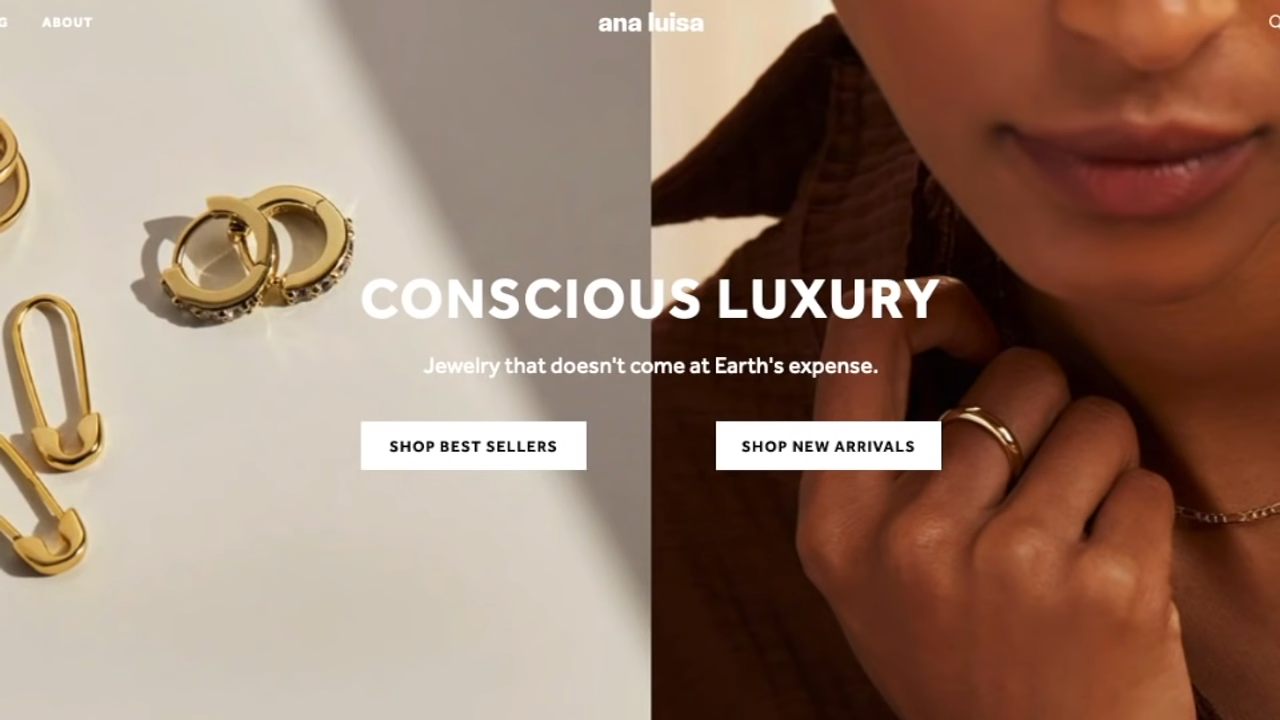 G ABOUT ana luisa
CONSCIOUS LUXURY
Jewelry that doesn't come at Earth's expense.
SHOP BEST SELLERS SHOP NEW ARRIVALS